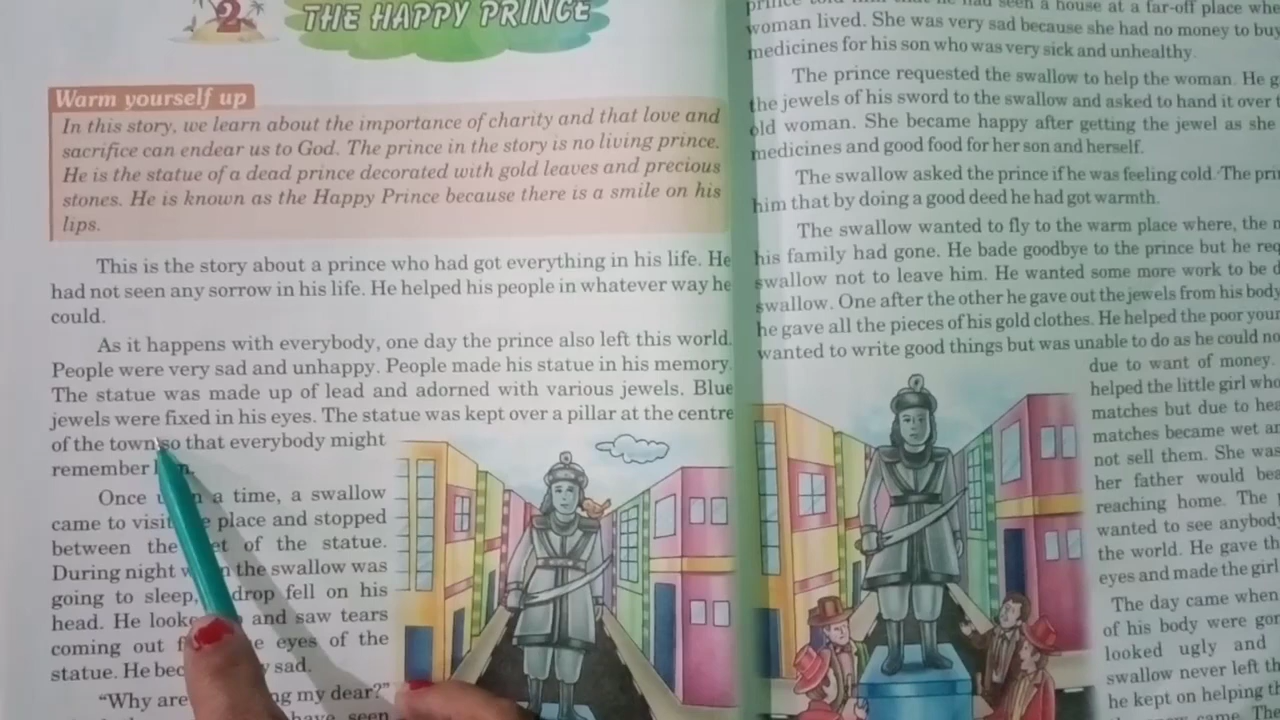 2
THE HAPPY PRINCE
Warm yourself up
In this story, we learn about the importance of charity and that love and
sacrifice can endear us to God. The prince in the story is no living prince.
He is the statue of a dead prince decorated with gold leaves and precious
stones. He is known as the Happy Prince because there is a smile on his
lips.
This is the story about a prince who had got everything in his life. He
had not seen any sorrow in his life. He helped his people in whatever way he
could.
As it happens with everybody, one day the prince also left this world.
People were very sad and unhappy. People made his statue in his memory.
The statue was made up of lead and adorned with various jewels. Blue
jewels were fixed in his eyes. The statue was kept over a pillar at the centre
of the town so that everybody might
remember
Once a time, a swallow
came to visit place and stopped
between the of the statue.
During night the swallow was
going to sleep, drop fell on his
head. He and saw tears
coming out eyes of the
statue. He sad.
"Why are my dear?"
have seen
seen a house at a far-off place
woman lived. She was very sad because she had no money to buy
medicines for his son who was very sick and unhealthy.
The prince requested the swallow to help the woman. He
the jewels of his sword to the swallow and asked to hand it over
old woman. She became happy after getting the jewel as she
medicines and good food for her son and herself.
The swallow asked the prince if he was feeling cold. The
him that by doing a good deed he had got warmth.
The swallow wanted to fly to the warm place where, the
his family had gone. He bade goodbye to the prince but he
swallow not to leave him. He wanted some more work to be
swallow. One after the other he gave out the jewels from his body
he gave all the pieces of his gold clothes. He helped the poor
wanted to write good things but was unable to do as he could
due to want of money.
helped the little girl who
matches but due to
matches became wet
not sell them. She was
her father would
reaching home. The
wanted to see
the world. He gave
eyes and made the girl
The day came when
of his body were
looked ugly and
swallow never left
he kept on helping
came. The